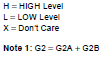 H = HIGH Level
L = LOW Level
X = Don't Care
Note 1: G2 = G2A + G2B